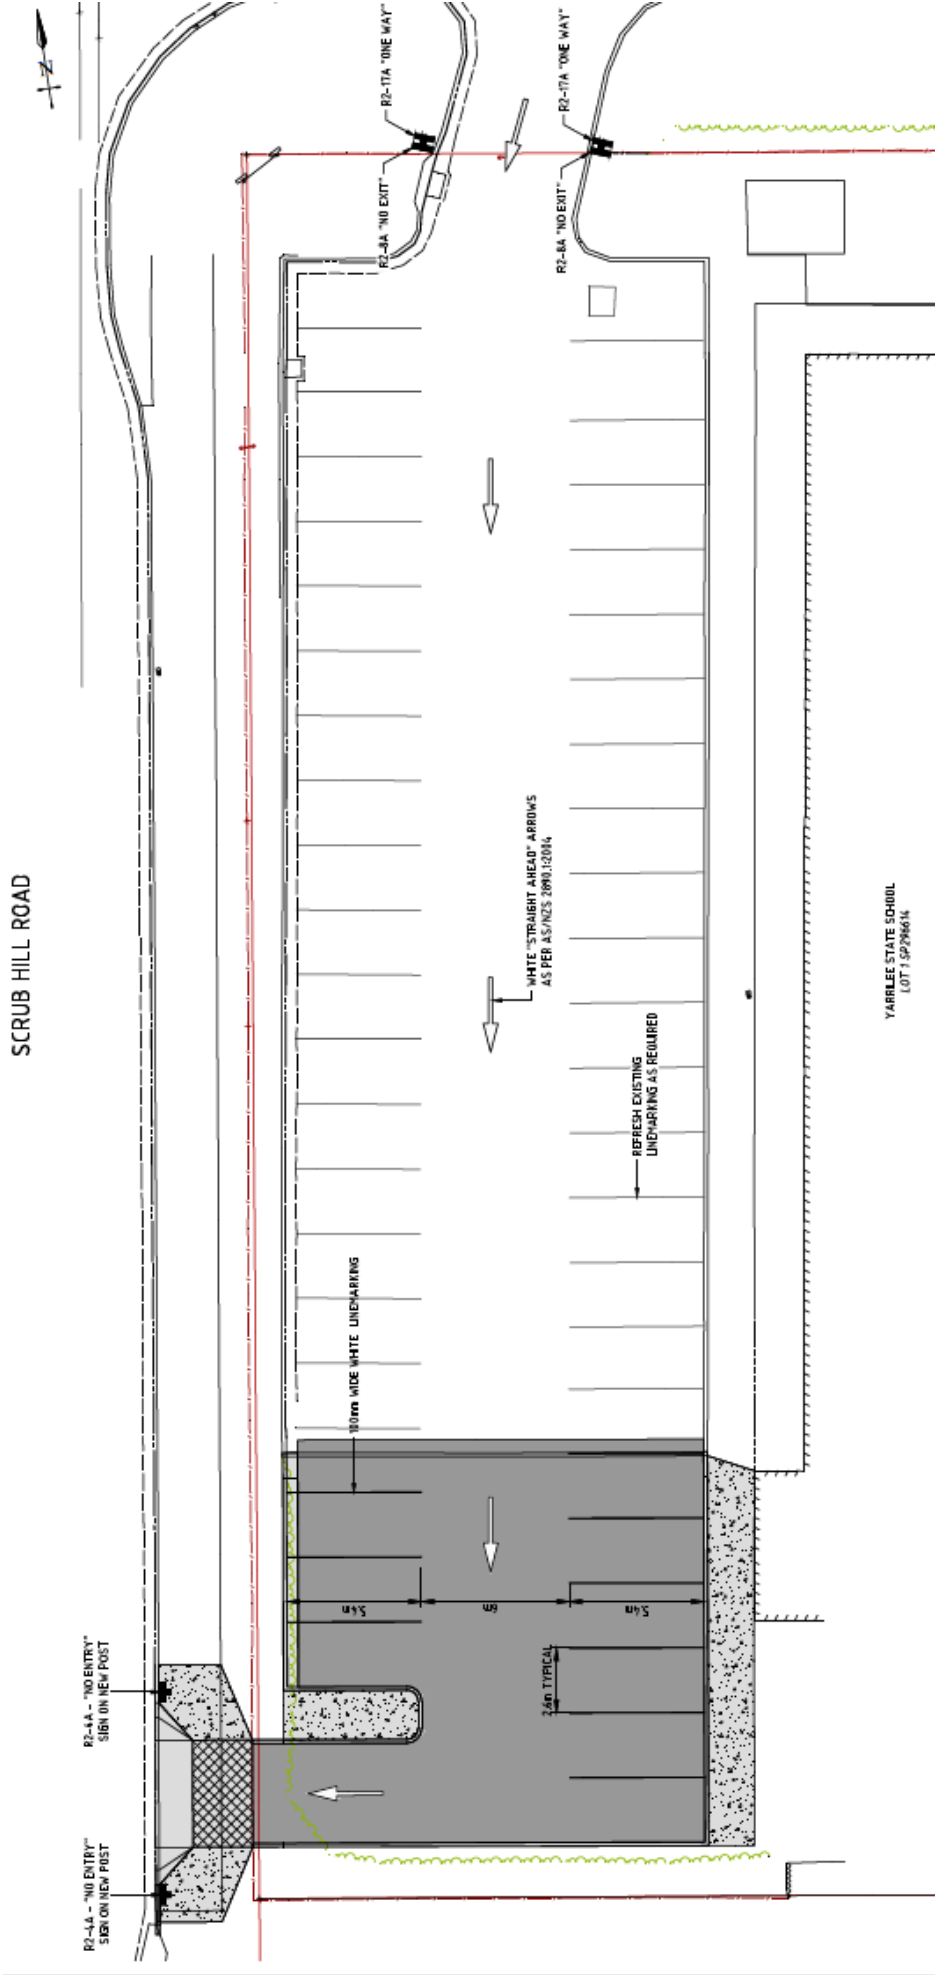 N
R2-17A "ONE WAY"
R2-8A "NO EXIT"
R2-17A "ONE WAY"
R2-8A "NO EXIT"
SCRUB HILL ROAD
WHITE "STRAIGHT AHEAD" ARROWS
AS PER AS/NZS 2890.1:2004
REFRESH EXISTING
LINEMARKING AS REQUIRED
YARRILEE STATE SCHOOL
LOT 1 SP296614
100mm WIDE WHITE LINEMARKING
5.4m
6m
5.4m
2.6m TYPICAL
R2-4A - "NO ENTRY"
SIGN ON NEW POST
R2-4A - "NO ENTRY"
SIGN ON NEW POST